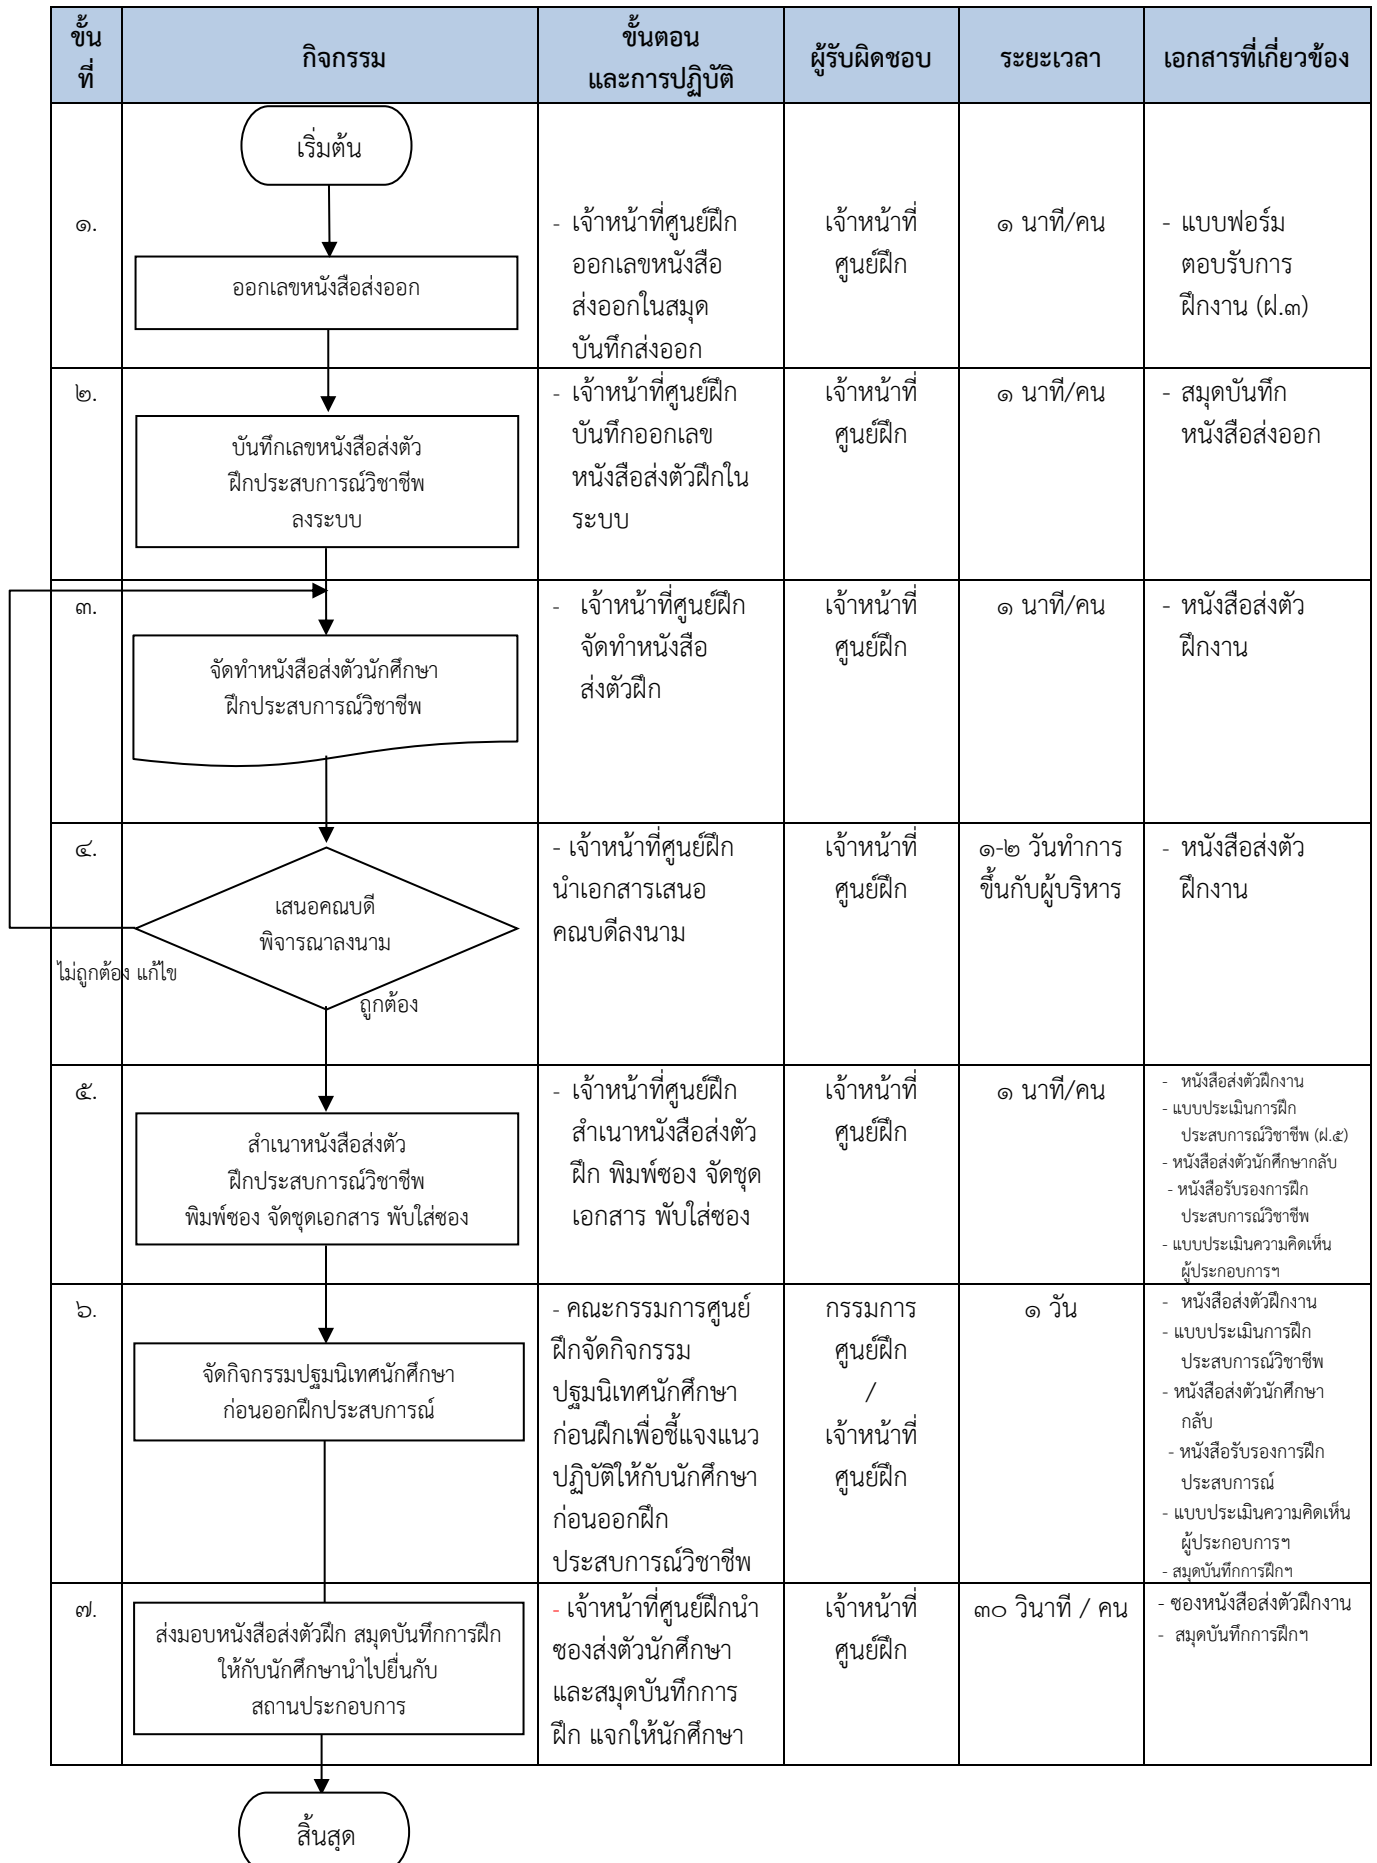 ขั้น
ที่
กิจกรรม
ขั้นตอน
และการปฏิบัติ
ผู้รับผิดชอบ
ระยะเวลา
เอกสารที่เกี่ยวข้อง
เริ่มต้น
๑.
ออกเลขหนังสือส่งออก
- เจ้าหน้าที่ศูนย์ฝึก
ออกเลขหนังสือ
ส่งออกในสมุด
บันทึกส่งออก
เจ้าหน้าที่
ศูนย์ฝึก
๑ นาที/คน
- แบบฟอร์ม
ตอบรับการ
ฝึกงาน (ฝ.๓)
๒.
บันทึกเลขหนังสือส่งตัว
ฝึกประสบการณ์วิชาชีพ
ลงระบบ
- เจ้าหน้าที่ศูนย์ฝึก
บันทึกออกเลข
หนังสือส่งตัวฝึกใน
ระบบ
เจ้าหน้าที่
ศูนย์ฝึก
๑ นาที/คน
- สมุดบันทึก
หนังสือส่งออก
๓.
จัดทำหนังสือส่งตัวนักศึกษา
ฝึกประสบการณ์วิชาชีพ
- เจ้าหน้าที่ศูนย์ฝึก
จัดทำหนังสือ
ส่งตัวฝึก
เจ้าหน้าที่
ศูนย์ฝึก
๑ นาที/คน
- หนังสือส่งตัว
ฝึกงาน
๔.
เสนอคณบดี
พิจารณาลงนาม
ไม่ถูกต้อง แก้ไข
ถูกต้อง
- เจ้าหน้าที่ศูนย์ฝึก
นำเอกสารเสนอ
คณบดีลงนาม
เจ้าหน้าที่
ศูนย์ฝึก
๑-๒ วันทำการ
ขึ้นกับผู้บริหาร
- หนังสือส่งตัว
ฝึกงาน
๕.
สำเนาหนังสือส่งตัว
ฝึกประสบการณ์วิชาชีพ
พิมพ์ซอง จัดชุดเอกสาร พับใส่ซอง
- เจ้าหน้าที่ศูนย์ฝึก
สำเนาหนังสือส่งตัว
ฝึก พิมพ์ซอง จัดชุด
เอกสาร พับใส่ซอง
เจ้าหน้าที่
ศูนย์ฝึก
๑ นาที/คน
- หนังสือส่งตัวฝึกงาน
- แบบประเมินการฝึก
ประสบการณ์วิชาชีพ (ฝ.๕)
- หนังสือส่งตัวนักศึกษากลับ
- หนังสือรับรองการฝึก
ประสบการณ์วิชาชีพ
- แบบประเมินความคิดเห็น
ผู้ประกอบการฯ
๖.
จัดกิจกรรมปฐมนิเทศนักศึกษา
ก่อนออกฝึกประสบการณ์
- คณะกรรมการศูนย์
ฝึกจัดกิจกรรม
ปฐมนิเทศนักศึกษา
ก่อนฝึกเพื่อชี้แจงแนว
ปฏิบัติให้กับนักศึกษา
ก่อนออกฝึก
ประสบการณ์วิชาชีพ
กรรมการ
ศูนย์ฝึก
/
เจ้าหน้าที่
ศูนย์ฝึก
๑ วัน
- หนังสือส่งตัวฝึกงาน
- แบบประเมินการฝึก
ประสบการณ์วิชาชีพ
- หนังสือส่งตัวนักศึกษา
กลับ
- หนังสือรับรองการฝึก
ประสบการณ์
- แบบประเมินความคิดเห็น
ผู้ประกอบการฯ
- สมุดบันทึกการฝึกฯ
๗.
ส่งมอบหนังสือส่งตัวฝึก สมุดบันทึกการฝึก
ให้กับนักศึกษานำไปยื่นกับ
สถานประกอบการ
- เจ้าหน้าที่ศูนย์ฝึกนำ
ซองส่งตัวนักศึกษา
และสมุดบันทึกการ
ฝึก แจกให้นักศึกษา
เจ้าหน้าที่
ศูนย์ฝึก
๓๐ วินาที / คน
- ซองหนังสือส่งตัวฝึกงาน
- สมุดบันทึกการฝึกฯ
สิ้นสุด